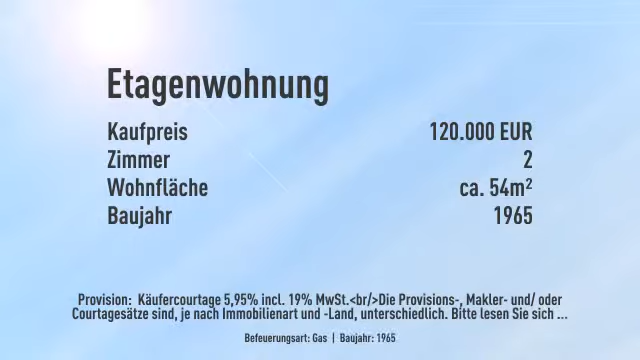 Etagenwohnung
Kaufpreis 120.000 EUR
Zimmer 2
Wohnfläche ca. 54m²
Baujahr 1965
Provision: Käufercourtage 5,95% incl. 19% MwSt.<br/>Die Provisions-, Makler- und/ oder
Courtagesätze sind, je nach Immobilienart und -Land, unterschiedlich. Bitte lesen Sie sich ...
Befeuerungsart: Gas | Baujahr: 1965